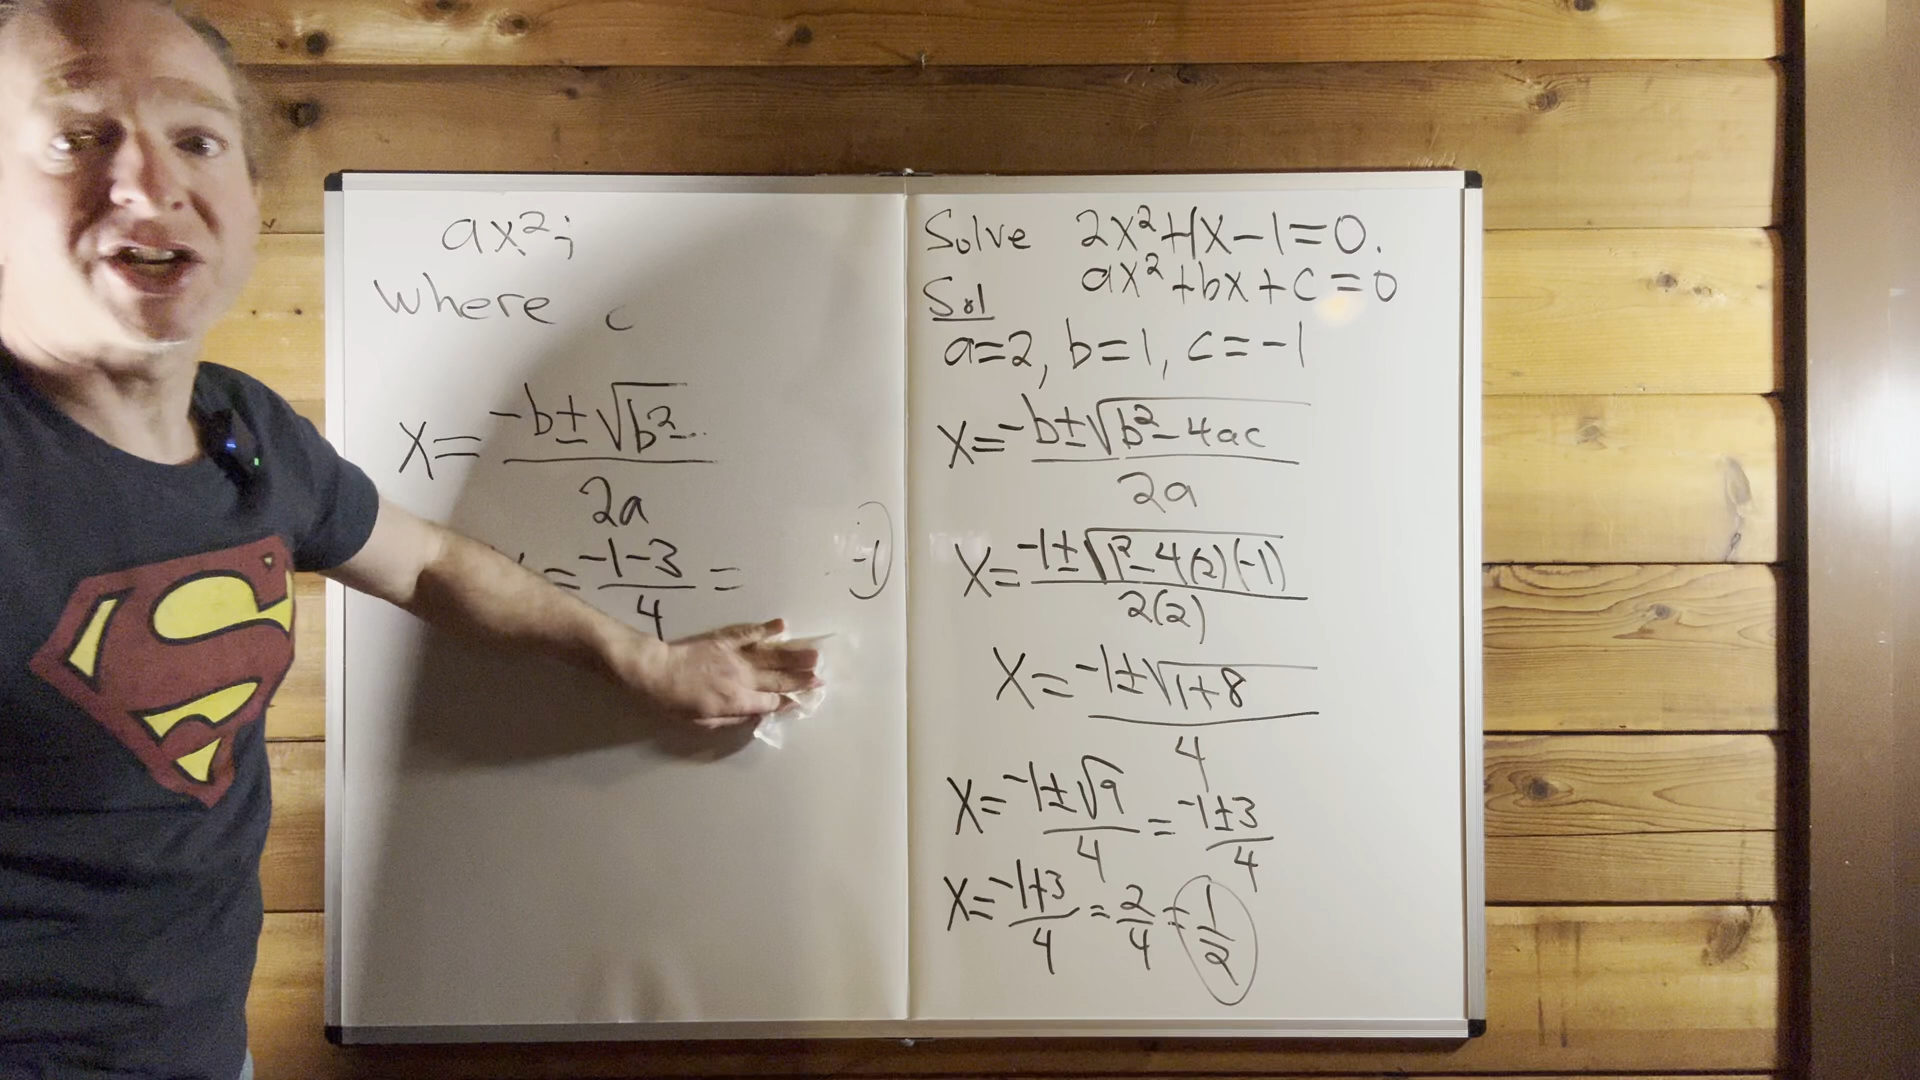 ax²;
where c
x = (-b ± √(b² -)) / 2a
= (-1-3) / 4 = -1
Solve 2x²+1x-1=0.
ax²+bx+c=0
Sol
a=2, b=1, c=-1
x = (-b ± √(b²-4ac)) / 2a
x = (-1 ± √(1²-4(2)(-1))) / 2(2)
x = (-1 ± √(1+8)) / 4
x = (-1 ± √9) / 4 = (-1±3) / 4
x = (-1+3) / 4 = 2/4 = 1/2